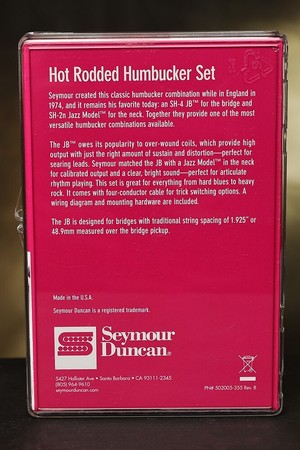 Hot Rodded Humbucker Set
Seymour created this classic humbucker combination while in England in
1974, and it remains his favorite today: an SH-4 JB™ for the bridge and
SH-2n Jazz Model™ for the neck. Together they provide one of the most
versatile humbucker combinations available.
The JB™ owes its popularity to over-wound coils, which provide high
output with just the right amount of sustain and distortion—perfect for
searing leads. Seymour matched the JB with a Jazz Model™ in the neck
for calibrated output and a clear, bright sound—perfect for articulate
rhythm playing. This set is great for everything from hard blues to heavy
rock. It comes with four-conductor cable for trick switching options. A
wiring diagram and mounting hardware are included.
The JB is designed for bridges with traditional string spacing of 1.925" or
48.9mm measured over the bridge pickup.
Made in the U.S.A.
Seymour Duncan is a registered trademark.
Seymour
Duncan®
5427 Hollister Ave • Santa Barbara • CA 93111-2345
(805) 964-9610
seymourduncan.com
PN# 502005-355 Rev. B